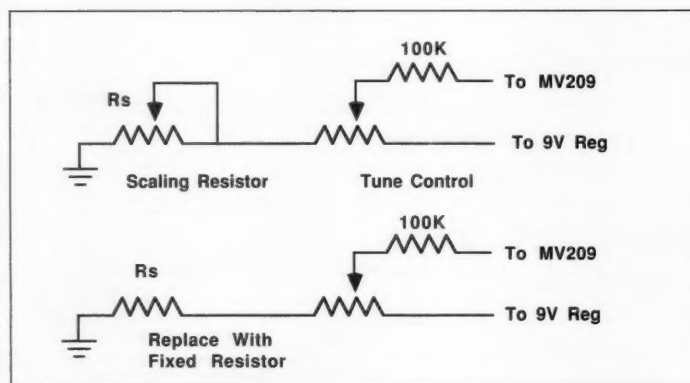 100K
To MV209
Rs
To 9V Reg
Scaling Resistor
Tune Control
100K
To MV209
Rs
To 9V Reg
Replace With
Fixed Resistor